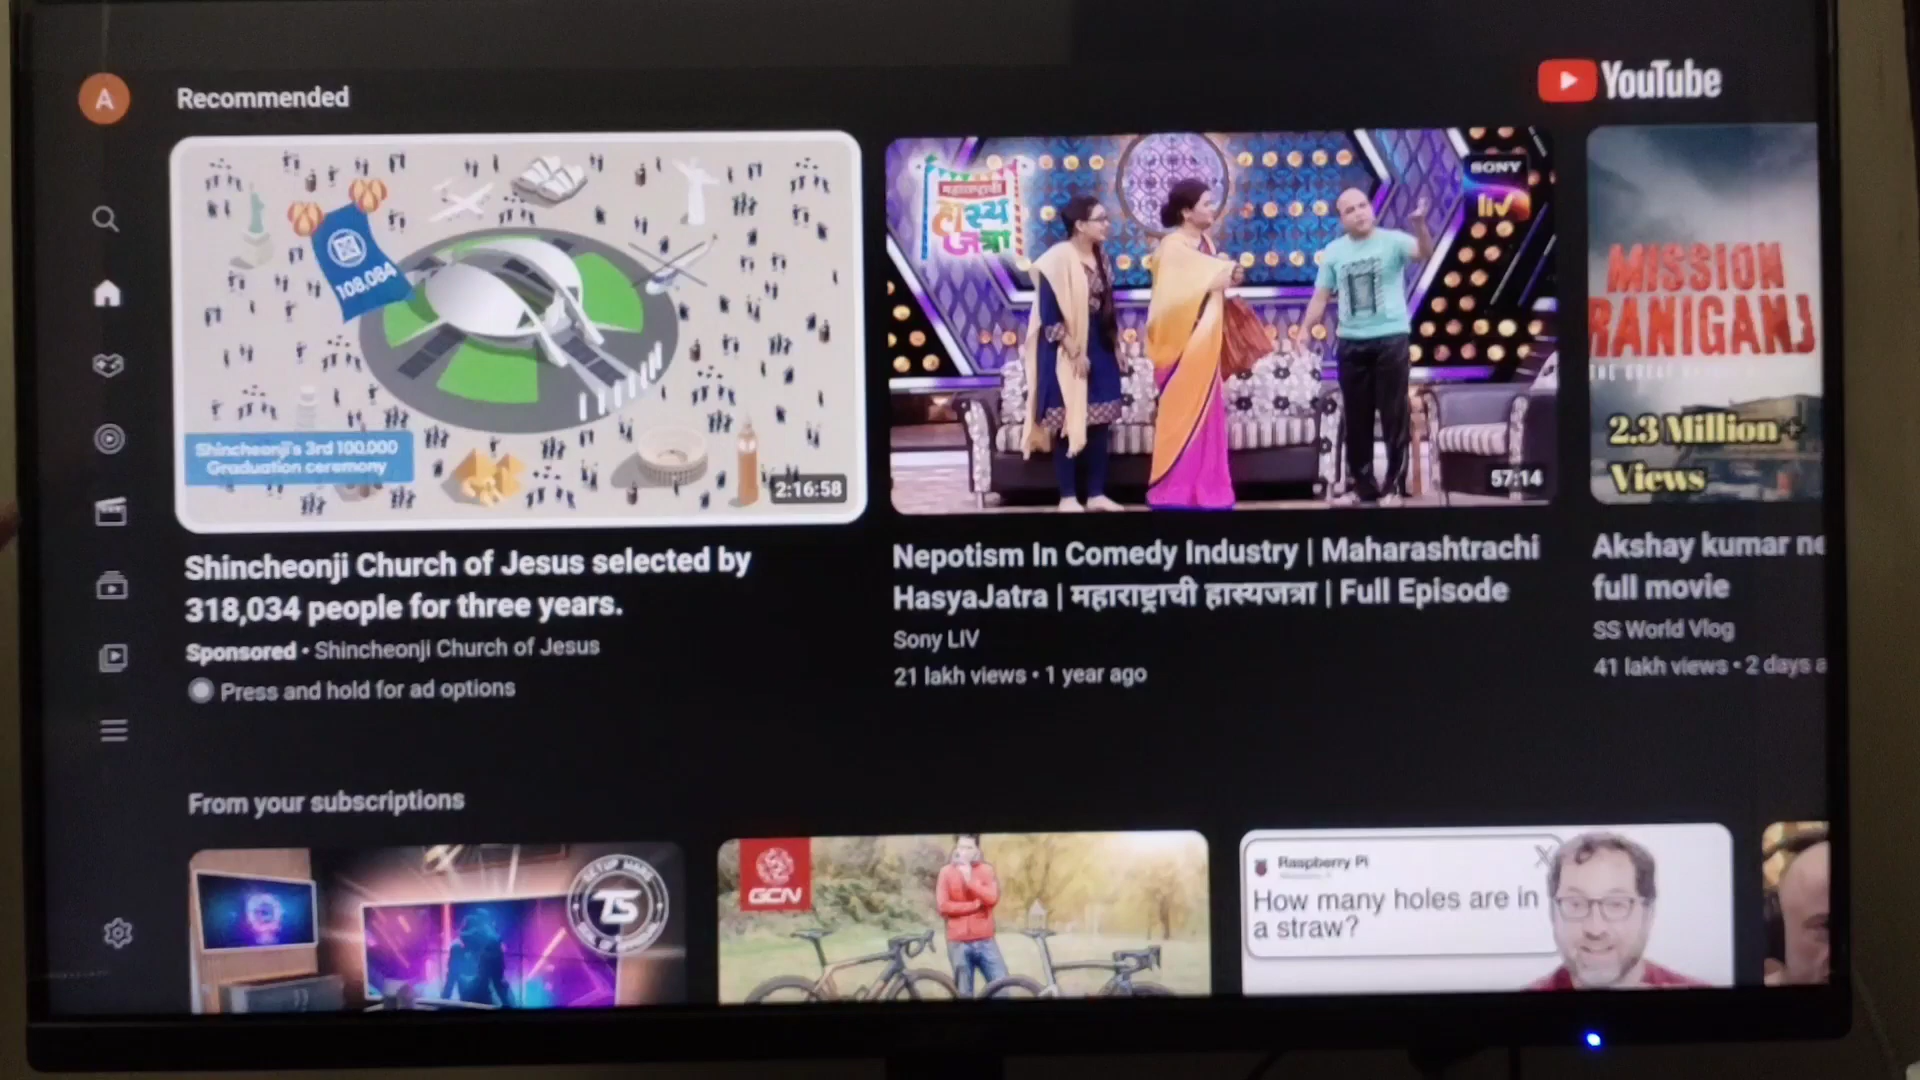 A
Recommended
YouTube
108,084
Shincheonji's 3rd 100,000
Graduation ceremony
2:16:58
Shincheonji Church of Jesus selected by
318,034 people for three years.
Sponsored • Shincheonji Church of Jesus
Press and hold for ad options
महाराष्ट्राची
हास्य
जत्रा
SONY
liv
57:14
Nepotism In Comedy Industry | Maharashtrachi
HasyaJatra | महाराष्ट्राची हास्यजत्रा | Full Episode
Sony LIV
21 lakh views • 1 year ago
MISSION
RANIGANJ
THE GREAT
2.3 Million+
Views
Akshay kumar ne
full movie
SS World Vlog
41 lakh views • 2 days a
From your subscriptions
SETUP WARS
TS
GCN
Raspberry Pi
How many holes are in
a straw?